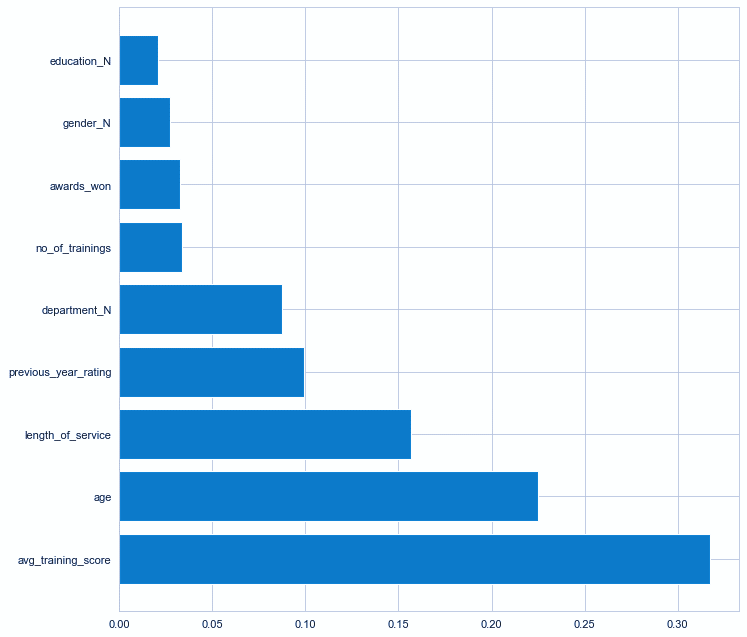 education_N
gender_N
awards_won
no_of_trainings
department_N
previous_year_rating
length_of_service
age
avg_training_score
0.00 0.05 0.10 0.15 0.20 0.25 0.30